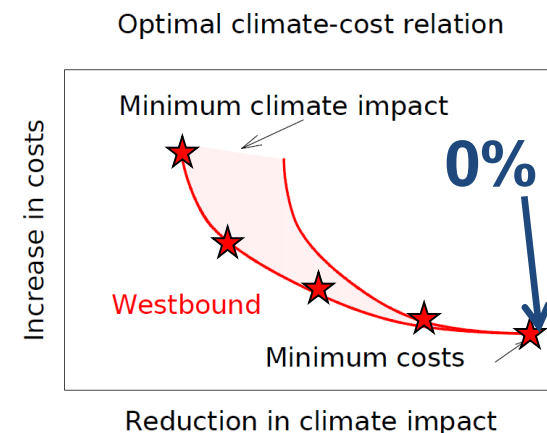 Optimal climate-cost relation
Minimum climate impact
0%
Increase in costs
Westbound
Minimum costs
Reduction in climate impact